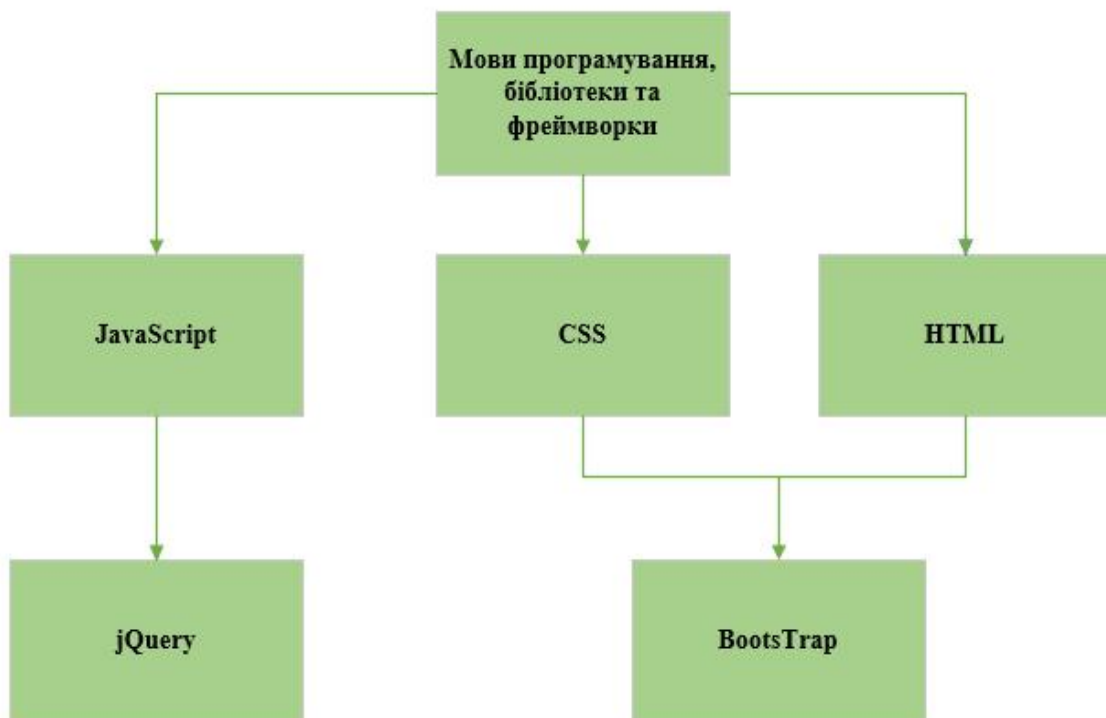 Мови програмування,
бібліотеки та
фреймворки
JavaScript
CSS
HTML
jQuery
BootsTrap